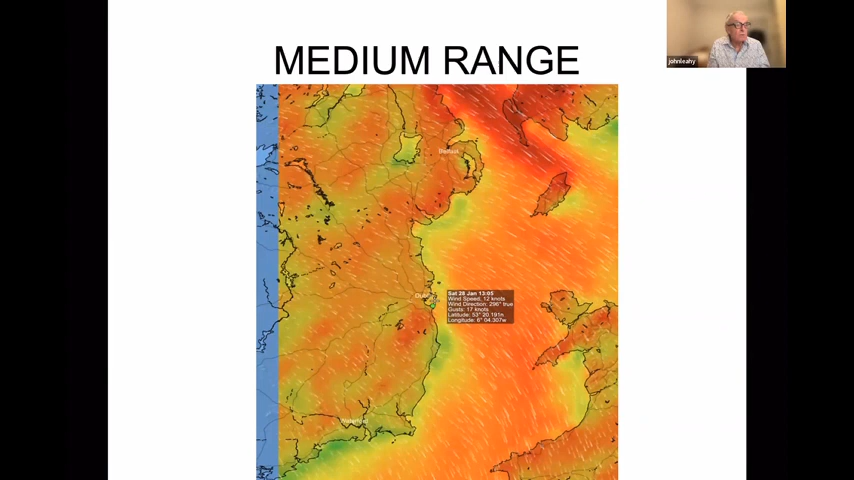 johnleahy
MEDIUM RANGE
Belfast
Dublin
Sat 28 Jan 13:05
Wind Speed, 12 knots
Wind Direction: 296° true
Gusts: 17 knots
Latitude: 53° 20.191n
Longitude: 6° 04.307w
Waterford